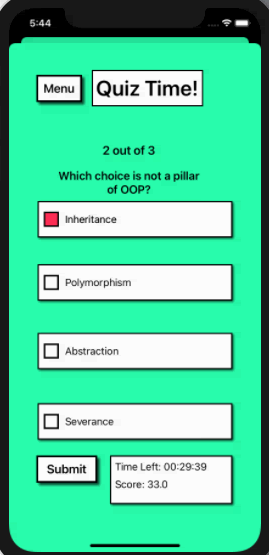 5:44
Menu
Quiz Time!
2 out of 3
Which choice is not a pillar
of OOP?
Inheritance
Polymorphism
Abstraction
Severance
Submit
Time Left: 00:29:39
Score: 33.0